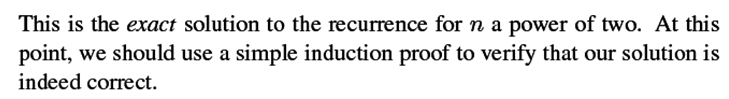 This is the exact solution to the recurrence for n a power of two. At this
point, we should use a simple induction proof to verify that our solution is
indeed correct.